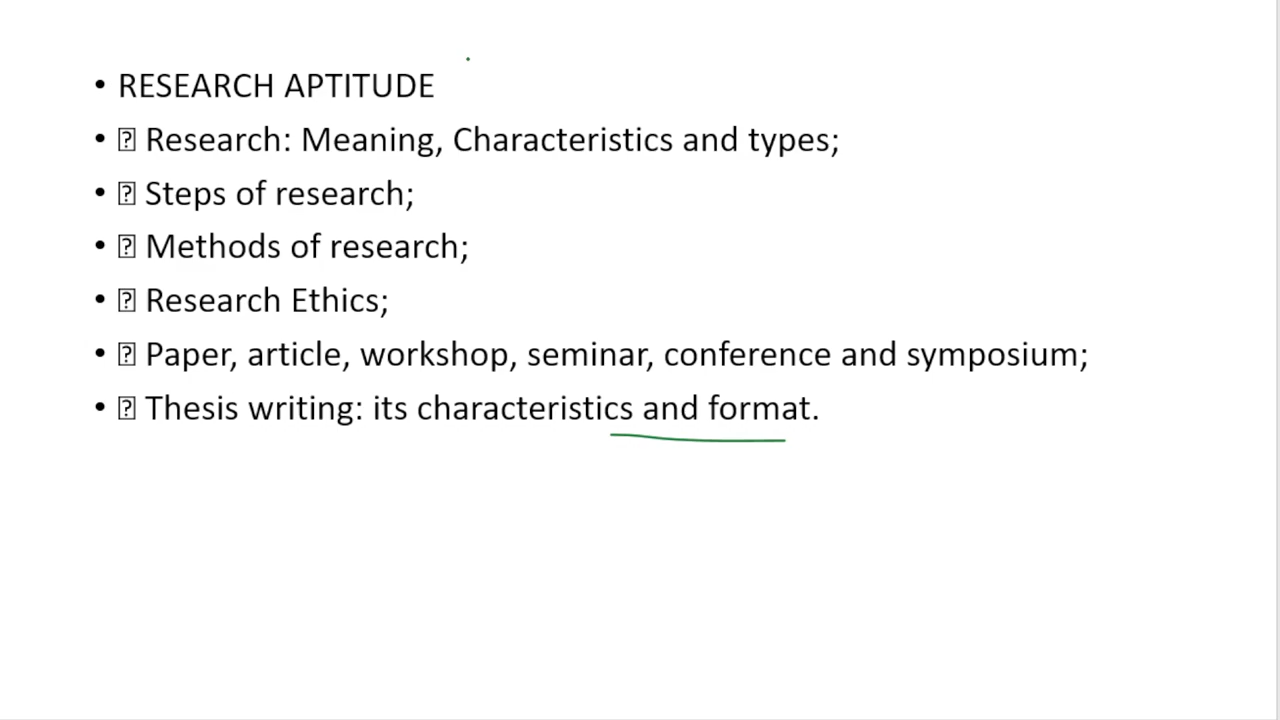 • RESEARCH APTITUDE
• ⍰ Research: Meaning, Characteristics and types;
• ⍰ Steps of research;
• ⍰ Methods of research;
• ⍰ Research Ethics;
• ⍰ Paper, article, workshop, seminar, conference and symposium;
• ⍰ Thesis writing: its characteristics and format.